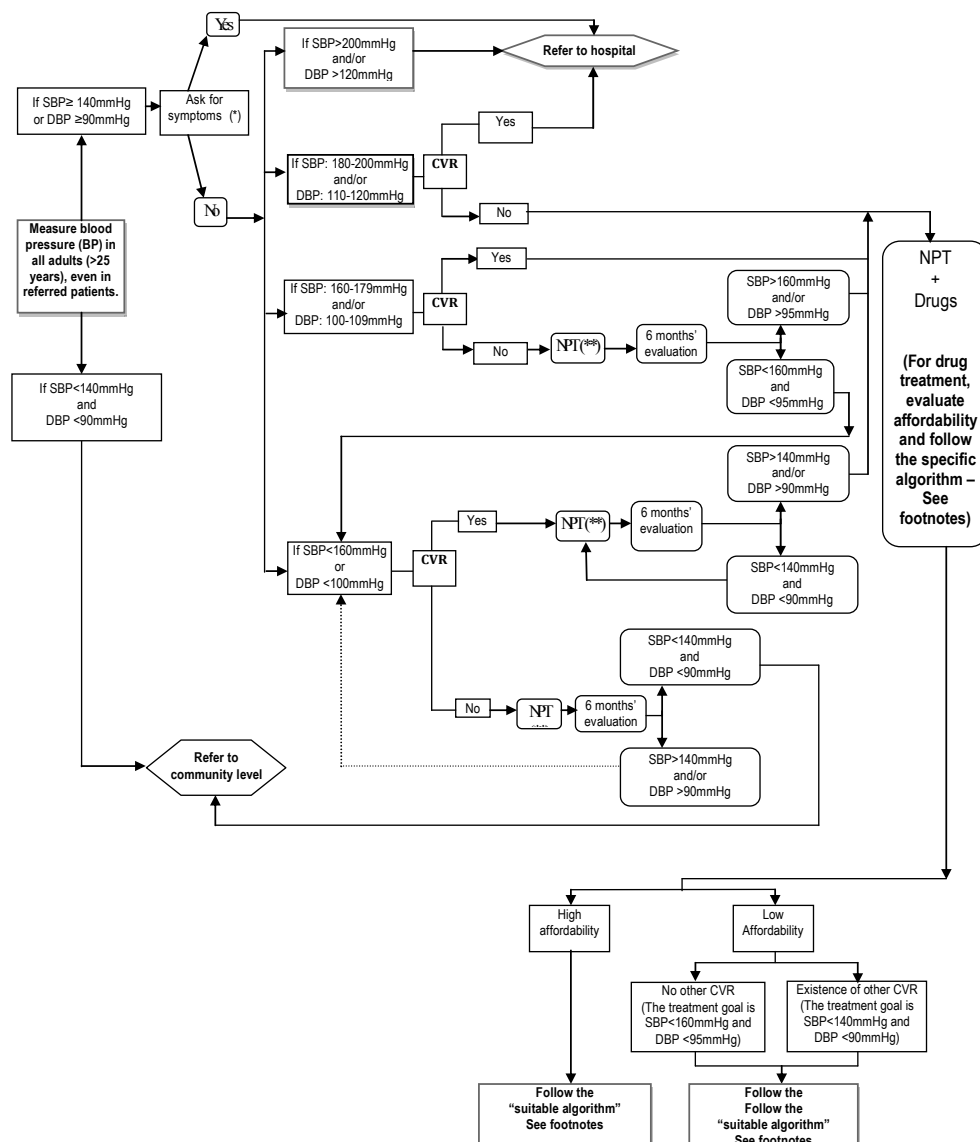 Yes
If SBP>200mmHg
and/or
DBP >120mmHg
Refer to hospital
If SBP≥ 140mmHg
or DBP ≥90mmHg
Ask for
symptoms (*)
Yes
If SBP: 180-200mmHg
and/or
DBP: 110-120mmHg
CVR
No
No
Measure blood
pressure (BP) in
all adults (>25
years), even in
referred patients.
If SBP: 160-179mmHg
and/or
DBP: 100-109mmHg
CVR
Yes
No
NPT(**)
6 months'
evaluation
SBP>160mmHg
and/or
DBP >95mmHg
SBP<160mmHg
and
DBP <95mmHg
NPT
+
Drugs
(For drug
treatment,
evaluate
affordability
and follow
the specific
algorithm –
See
footnotes)
If SBP<140mmHg
and
DBP <90mmHg
If SBP<160mmHg
or
DBP <100mmHg
CVR
Yes
NPT(**)
6 months'
evaluation
SBP>140mmHg
and/or
DBP >90mmHg
SBP<140mmHg
and
DBP <90mmHg
No
NPT
6 months'
evaluation
SBP<140mmHg
and
DBP <90mmHg
SBP>140mmHg
and/or
DBP >90mmHg
Refer to
community level
High
affordability
Low
Affordability
No other CVR
(The treatment goal is
SBP<160mmHg and
DBP <95mmHg)
Existence of other CVR
(The treatment goal is
SBP<140mmHg and
DBP <90mmHg)
Follow the
“suitable algorithm”
See footnotes
Follow the
Follow the
“suitable algorithm”
See footnotes